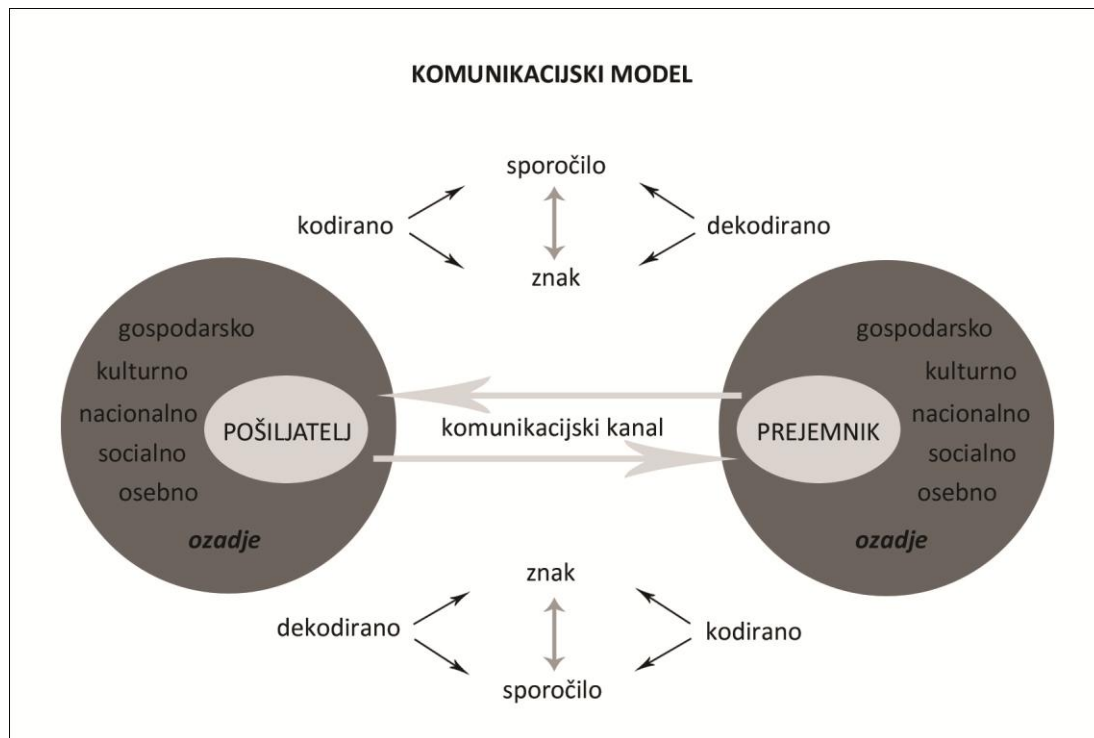 KOMUNIKACIJSKI MODEL
sporočilo
kodirano
dekodirano
znak
gospodarsko
kulturno
nacionalno
socialno
osebno
ozadje
POŠILJATELJ
komunikacijski kanal
PREJEMNIK
gospodarsko
kulturno
nacionalno
socialno
osebno
ozadje
znak
dekodirano
kodirano
sporočilo